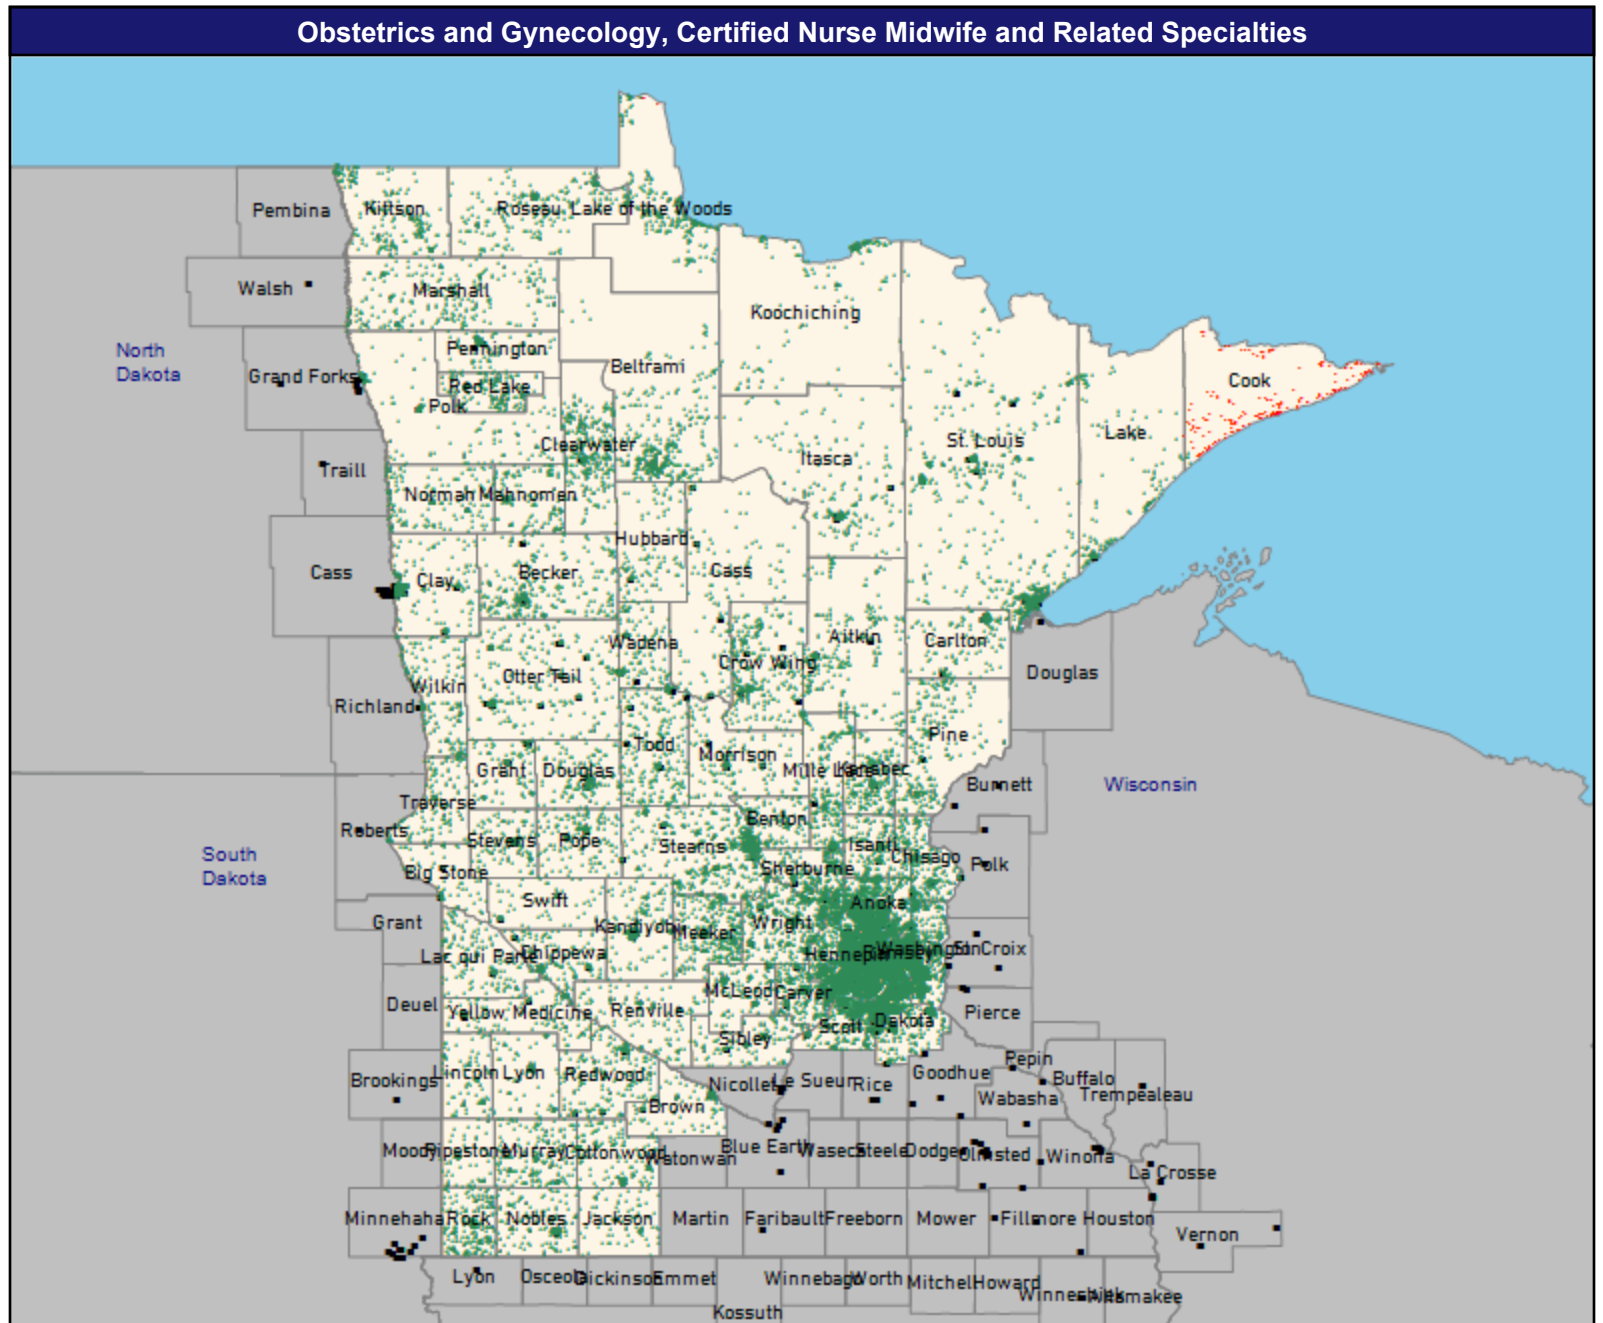 Obstetrics and Gynecology, Certified Nurse Midwife and Related Specialties
Pembina
Kittson
Roseau
Lake of the Woods
Walsh
Marshall
Koochiching
North
Dakota
Pennington
Grand Forks
Beltrami
Cook
Red Lake
Polk
Clearwater
St. Louis
Lake
Itasca
Traill
Norman
Mahnomen
Hubbard
Cass
Clay
Becker
Cass
Wadena
Aitkin
Carlton
Crow Wing
Otter Tail
Douglas
Wilkin
Richland
Pine
Todd
Morrison
Grant
Douglas
Mille Lacs
Kanabec
Burnett
Wisconsin
Traverse
Roberts
Benton
Stevens
Pope
Stearns
Isanti
Chisago
South
Dakota
Big Stone
Sherburne
Polk
Swift
Anoka
Grant
Kandiyohi
Meeker
Wright
Lac qui Parle
Chippewa
Hennepin
Ramsey
Washington
St. Croix
McLeod
Carver
Deuel
Yellow Medicine
Renville
Pierce
Scott
Dakota
Sibley
Pepin
Brookings
Lincoln
Lyon
Redwood
Nicollet
Le Sueur
Rice
Goodhue
Buffalo
Wabasha
Trempealeau
Brown
Moody
Pipestone
Murray
Cottonwood
Watonwan
Blue Earth
Waseca
Steele
Dodge
Olmsted
Winona
La Crosse
Minnehaha
Rock
Nobles
Jackson
Martin
Faribault
Freeborn
Mower
Fillmore
Houston
Vernon
Lyon
Osceola
Dickinson
Emmet
Winnebago
Worth
Mitchell
Howard
Winneshiek
Allamakee
Kossuth